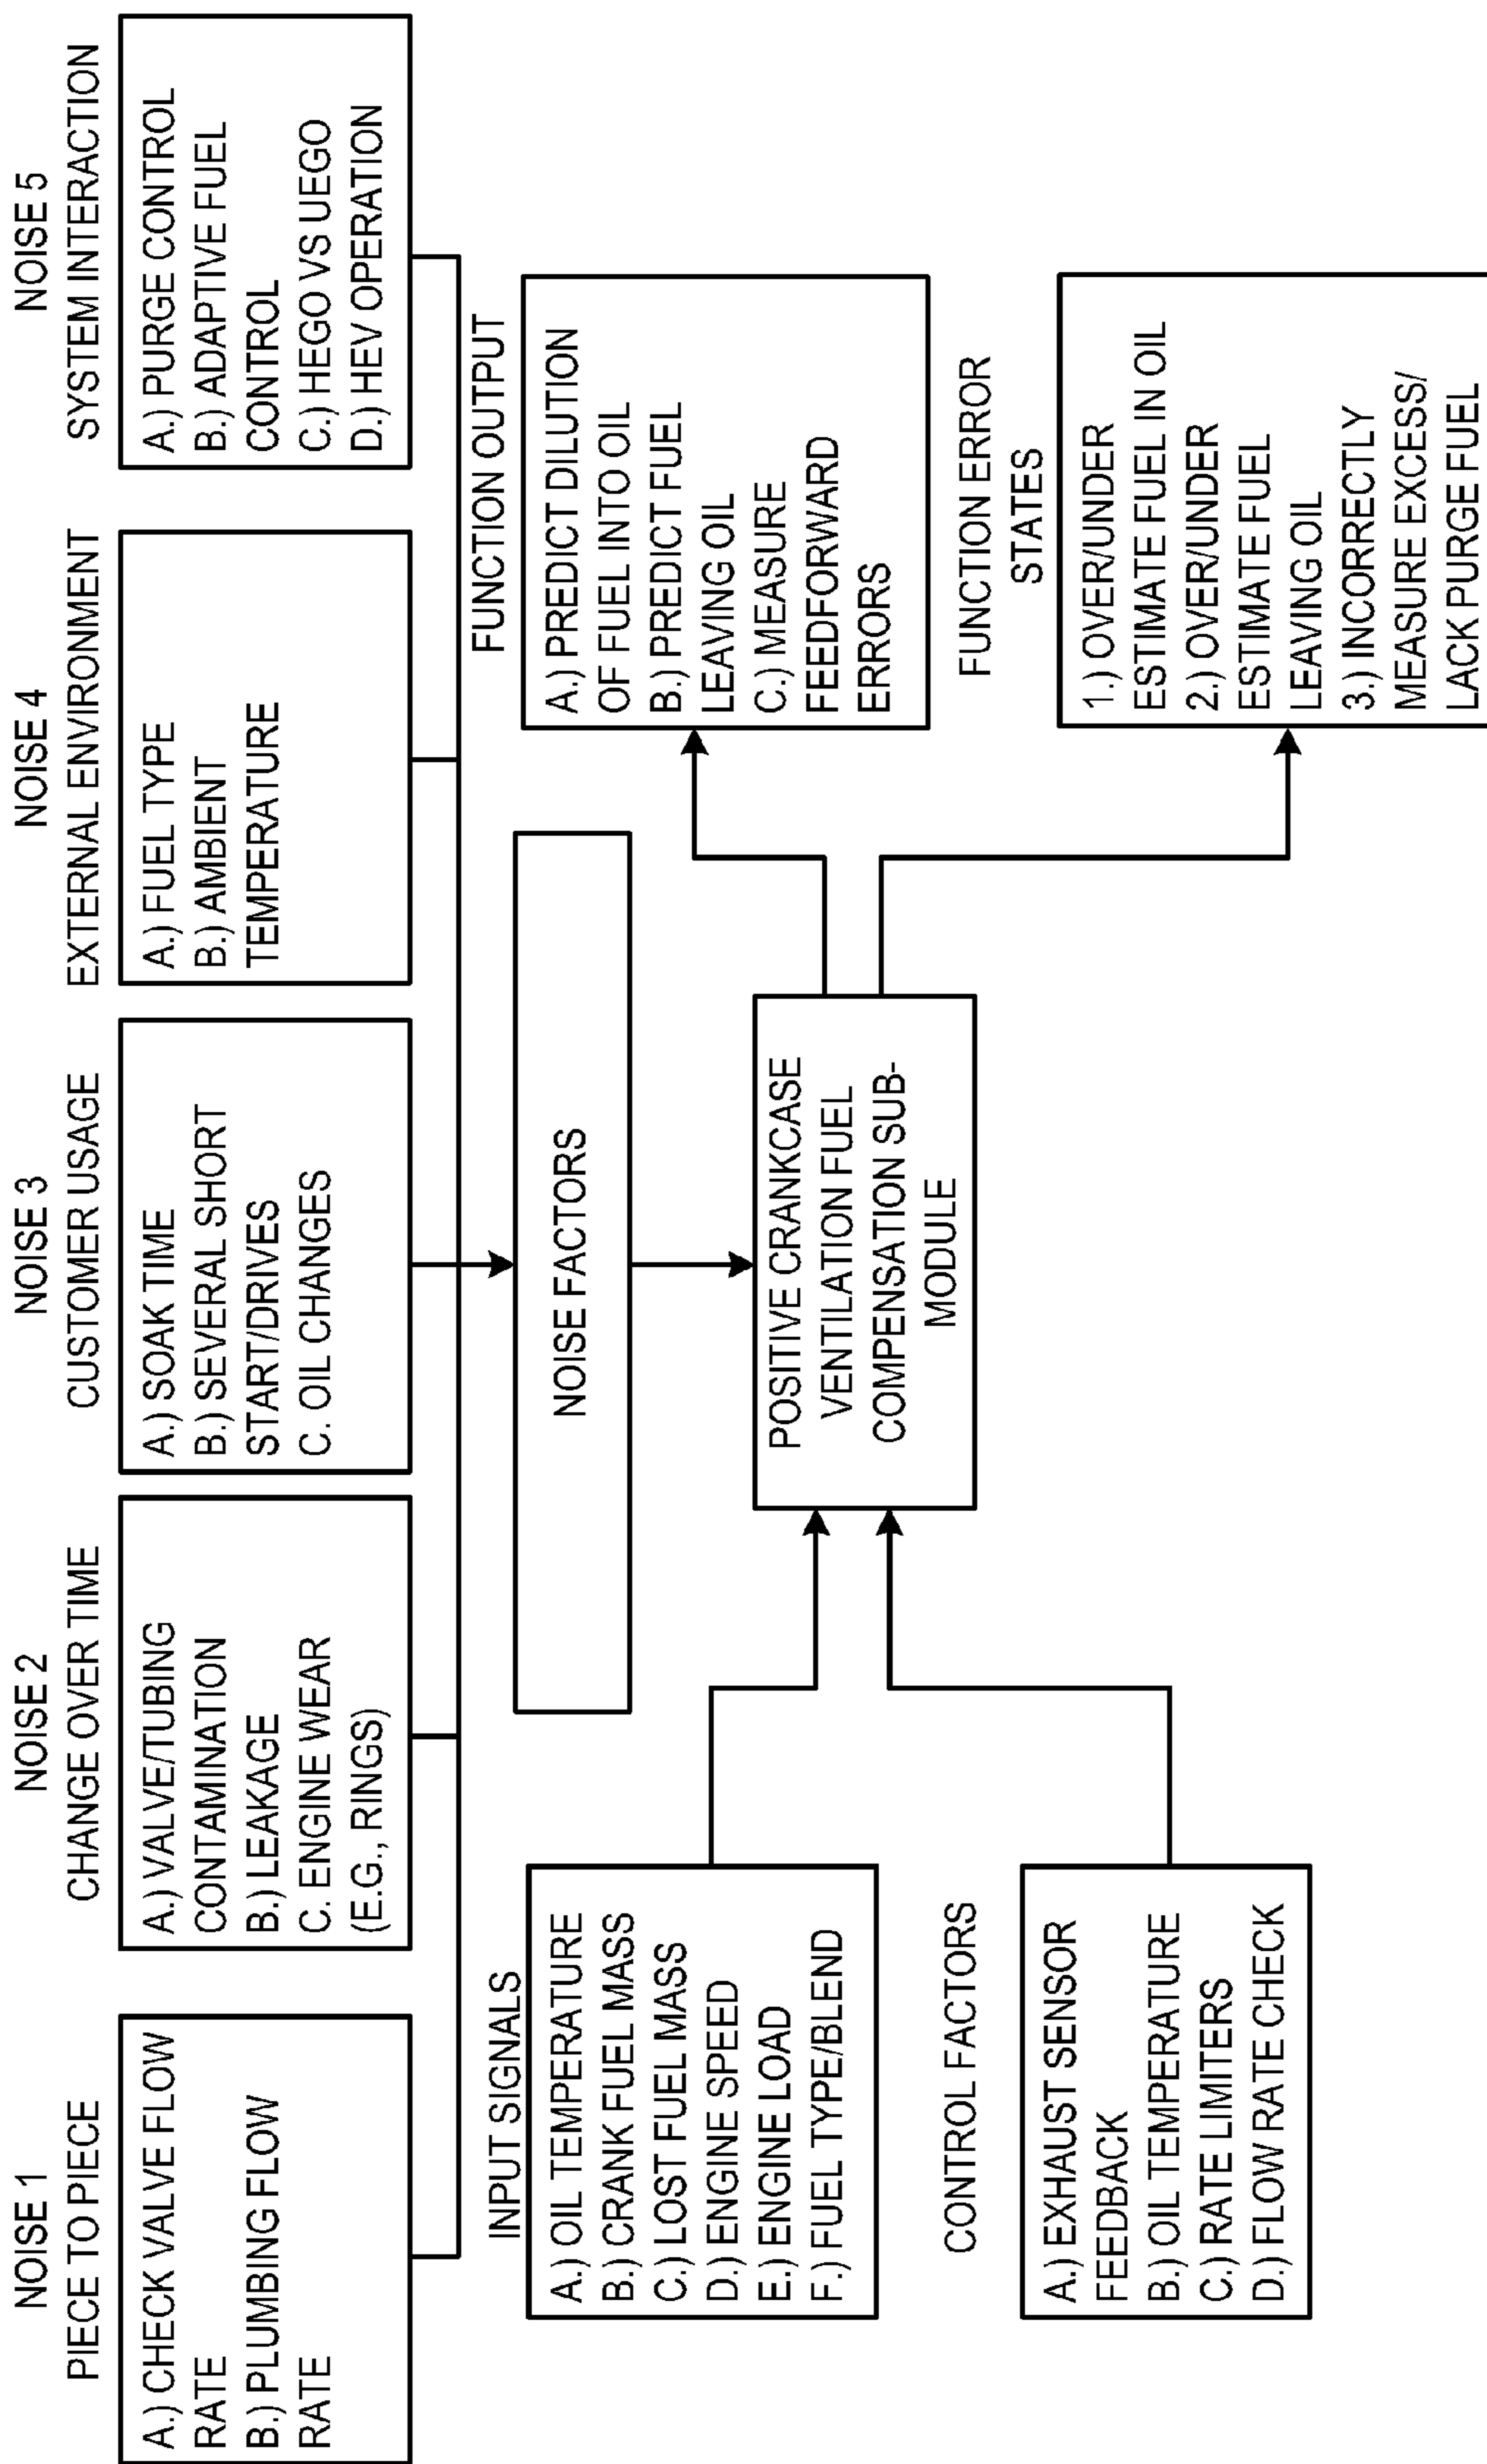 NOISE 1
PIECE TO PIECE
A.) CHECK VALVE FLOW
RATE
B.) PLUMBING FLOW
RATE
NOISE 2
CHANGE OVER TIME
A.) VALVE/TUBING
CONTAMINATION
B.) LEAKAGE
C. ENGINE WEAR
(E.G., RINGS)
NOISE 3
CUSTOMER USAGE
A.) SOAK TIME
B.) SEVERAL SHORT
START/DRIVES
C. OIL CHANGES
NOISE 4
EXTERNAL ENVIRONMENT
A.) FUEL TYPE
B.) AMBIENT
TEMPERATURE
NOISE 5
SYSTEM INTERACTION
A.) PURGE CONTROL
B.) ADAPTIVE FUEL
CONTROL
C.) HEGO VS UEGO
D.) HEV OPERATION
NOISE FACTORS
INPUT SIGNALS
A.) OIL TEMPERATURE
B.) CRANK FUEL MASS
C.) LOST FUEL MASS
D.) ENGINE SPEED
E.) ENGINE LOAD
F.) FUEL TYPE/BLEND
CONTROL FACTORS
A.) EXHAUST SENSOR
FEEDBACK
B.) OIL TEMPERATURE
C.) RATE LIMITERS
D.) FLOW RATE CHECK
POSITIVE CRANKCASE
VENTILATION FUEL
COMPENSATION SUB-
MODULE
FUNCTION OUTPUT
A.) PREDICT DILUTION
OF FUEL INTO OIL
B.) PREDICT FUEL
LEAVING OIL
C.) MEASURE
FEEDFORWARD
ERRORS
FUNCTION ERROR
STATES
1.) OVER/UNDER
ESTIMATE FUEL IN OIL
2.) OVER/UNDER
ESTIMATE FUEL
LEAVING OIL
3.) INCORRECTLY
MEASURE EXCESS/
LACK PURGE FUEL